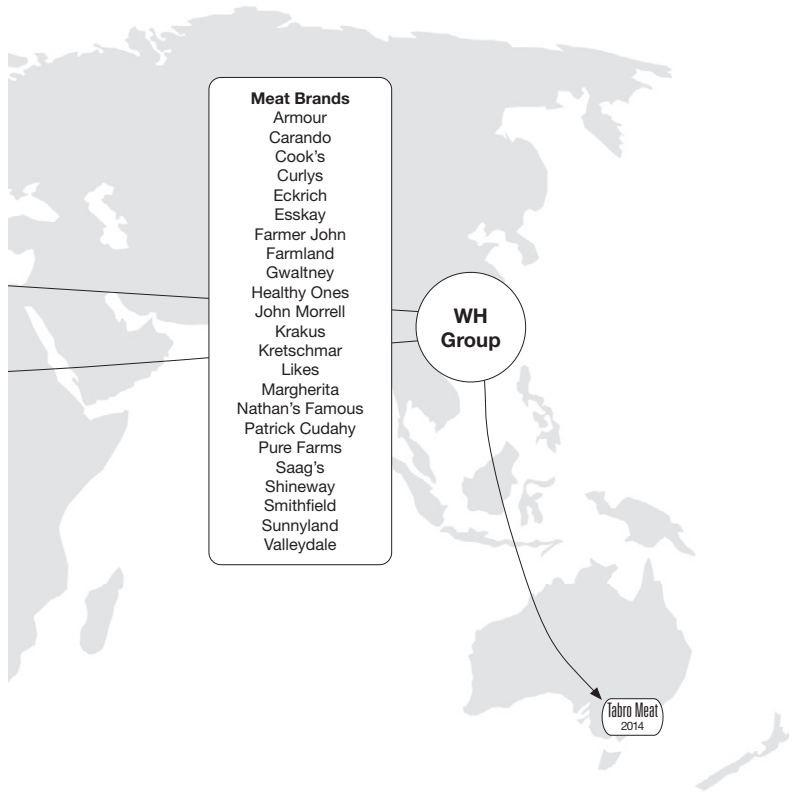 Meat Brands
Armour
Carando
Cook's
Curlys
Eckrich
Esskay
Farmer John
Farmland
Gwaltney
Healthy Ones
John Morrell
Krakus
Kretschmar
Likes
Margherita
Nathan's Famous
Patrick Cudahy
Pure Farms
Saag's
Shineway
Smithfield
Sunnyland
Valleydale
WH
Group
Tabro Meat
2014